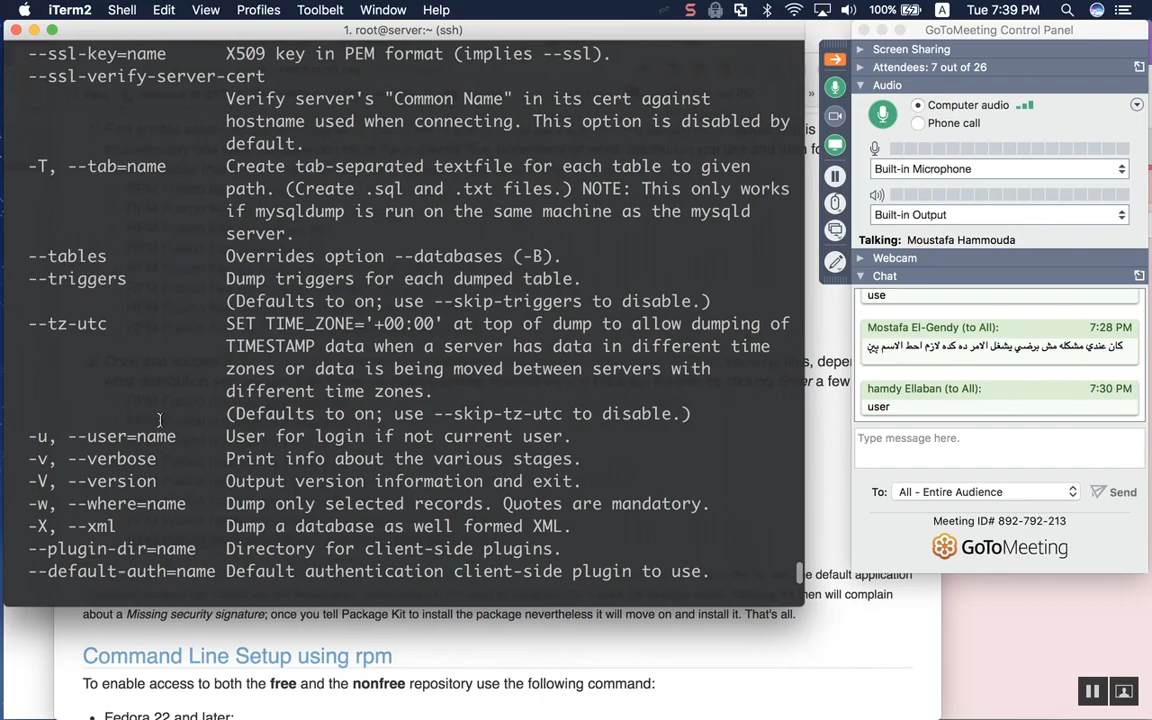 iTerm2 Shell Edit View Profiles Toolbelt Window Help
S 100% A Tue 7:39 PM
1. root@server:~ (ssh)
--ssl-key=name X509 key in PEM format (implies --ssl).
--ssl-verify-server-cert
Verify server's "Common Name" in its cert against
hostname used when connecting. This option is disabled by
default.
-T, --tab=name Create tab-separated textfile for each table to given
path. (Create .sql and .txt files.) NOTE: This only works
if mysqldump is run on the same machine as the mysqld
server.
--tables Overrides option --databases (-B).
--triggers Dump triggers for each dumped table.
(Defaults to on; use --skip-triggers to disable.)
--tz-utc SET TIME_ZONE='+00:00' at top of dump to allow dumping of
TIMESTAMP data when a server has data in different time
zones or data is being moved between servers with
different time zones.
(Defaults to on; use --skip-tz-utc to disable.)
-u, --user=name User for login if not current user.
-v, --verbose Print info about the various stages.
-V, --version Output version information and exit.
-w, --where=name Dump only selected records. Quotes are mandatory.
-X, --xml Dump a database as well formed XML.
--plugin-dir=name Directory for client-side plugins.
--default-auth=name Default authentication client-side plugin to use.
default application
then will complain
about a Missing security signature; once you tell Package Kit to install the package nevertheless it will move on and install it. That's all.
Command Line Setup using rpm
To enable access to both the free and the nonfree repository use the following command:
• Fedora 22 and later:
GoToMeeting Control Panel
Screen Sharing
Attendees: 7 out of 26
Audio
Computer audio
Phone call
Built-in Microphone
Built-in Output
Talking: Moustafa Hammouda
Webcam
Chat
use
Mostafa El-Gendy (to All): 7:28 PM
كان عندي مشكله مش برضي يشغل الامر ده كده لازم احط الاسم بين
hamdy Ellaban (to All): 7:30 PM
user
Type message here.
To: All - Entire Audience Send
Meeting ID# 892-792-213
GoToMeeting